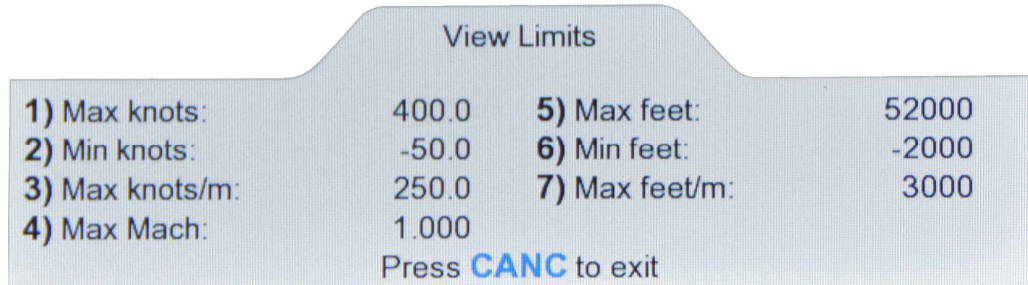 View Limits
1) Max knots: 400.0 5) Max feet: 52000
2) Min knots: -50.0 6) Min feet: -2000
3) Max knots/m: 250.0 7) Max feet/m: 3000
4) Max Mach: 1.000
Press CANC to exit